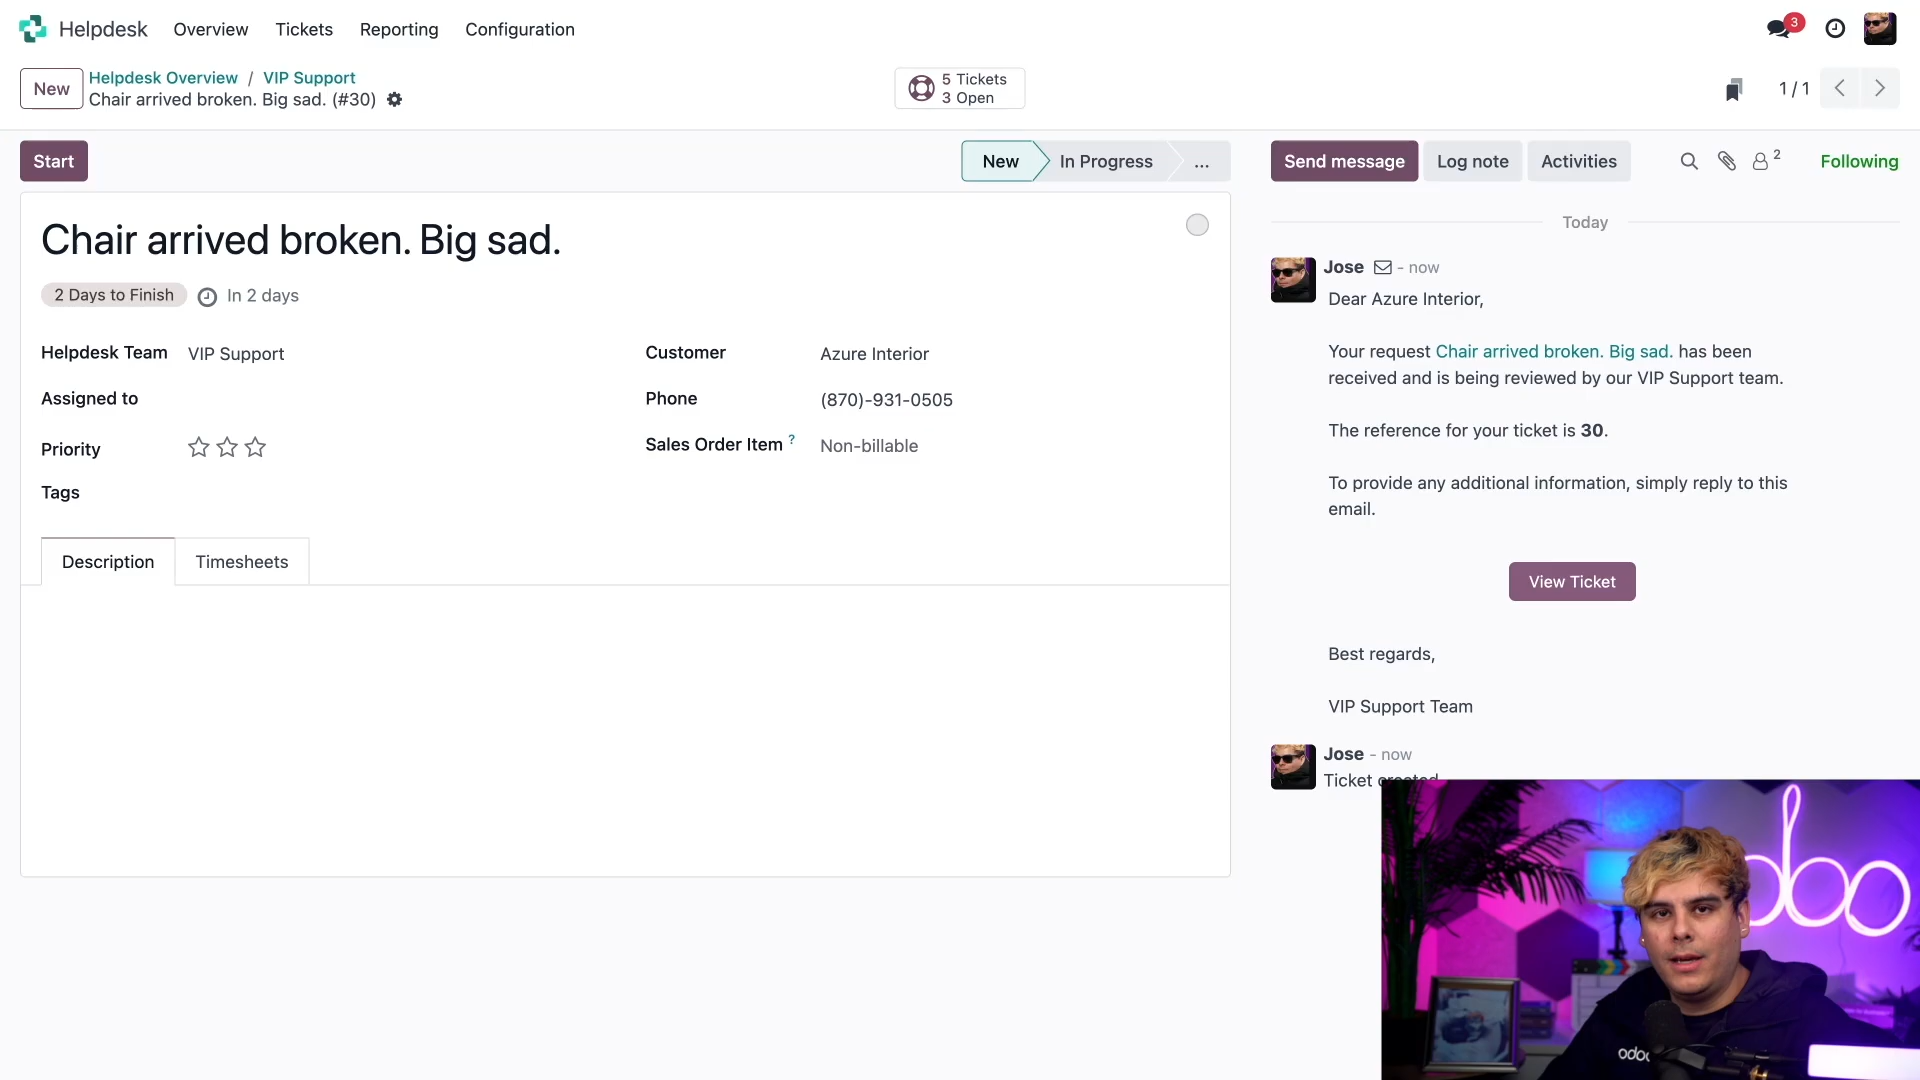 Helpdesk Overview Tickets Reporting Configuration 3
New Helpdesk Overview / VIP Support
Chair arrived broken. Big sad. (#30)
5 Tickets
3 Open
1 / 1
Start
New In Progress ...
Send message Log note Activities 2 Following
Chair arrived broken. Big sad.
2 Days to Finish In 2 days
Helpdesk Team VIP Support
Assigned to
Priority
Tags
Customer Azure Interior
Phone (870)-931-0505
Sales Order Item ? Non-billable
Description Timesheets
Today
Jose - now
Dear Azure Interior,
Your request Chair arrived broken. Big sad. has been
received and is being reviewed by our VIP Support team.
The reference for your ticket is 30.
To provide any additional information, simply reply to this
email.
View Ticket
Best regards,
VIP Support Team
Jose - now
Ticket created
odoo